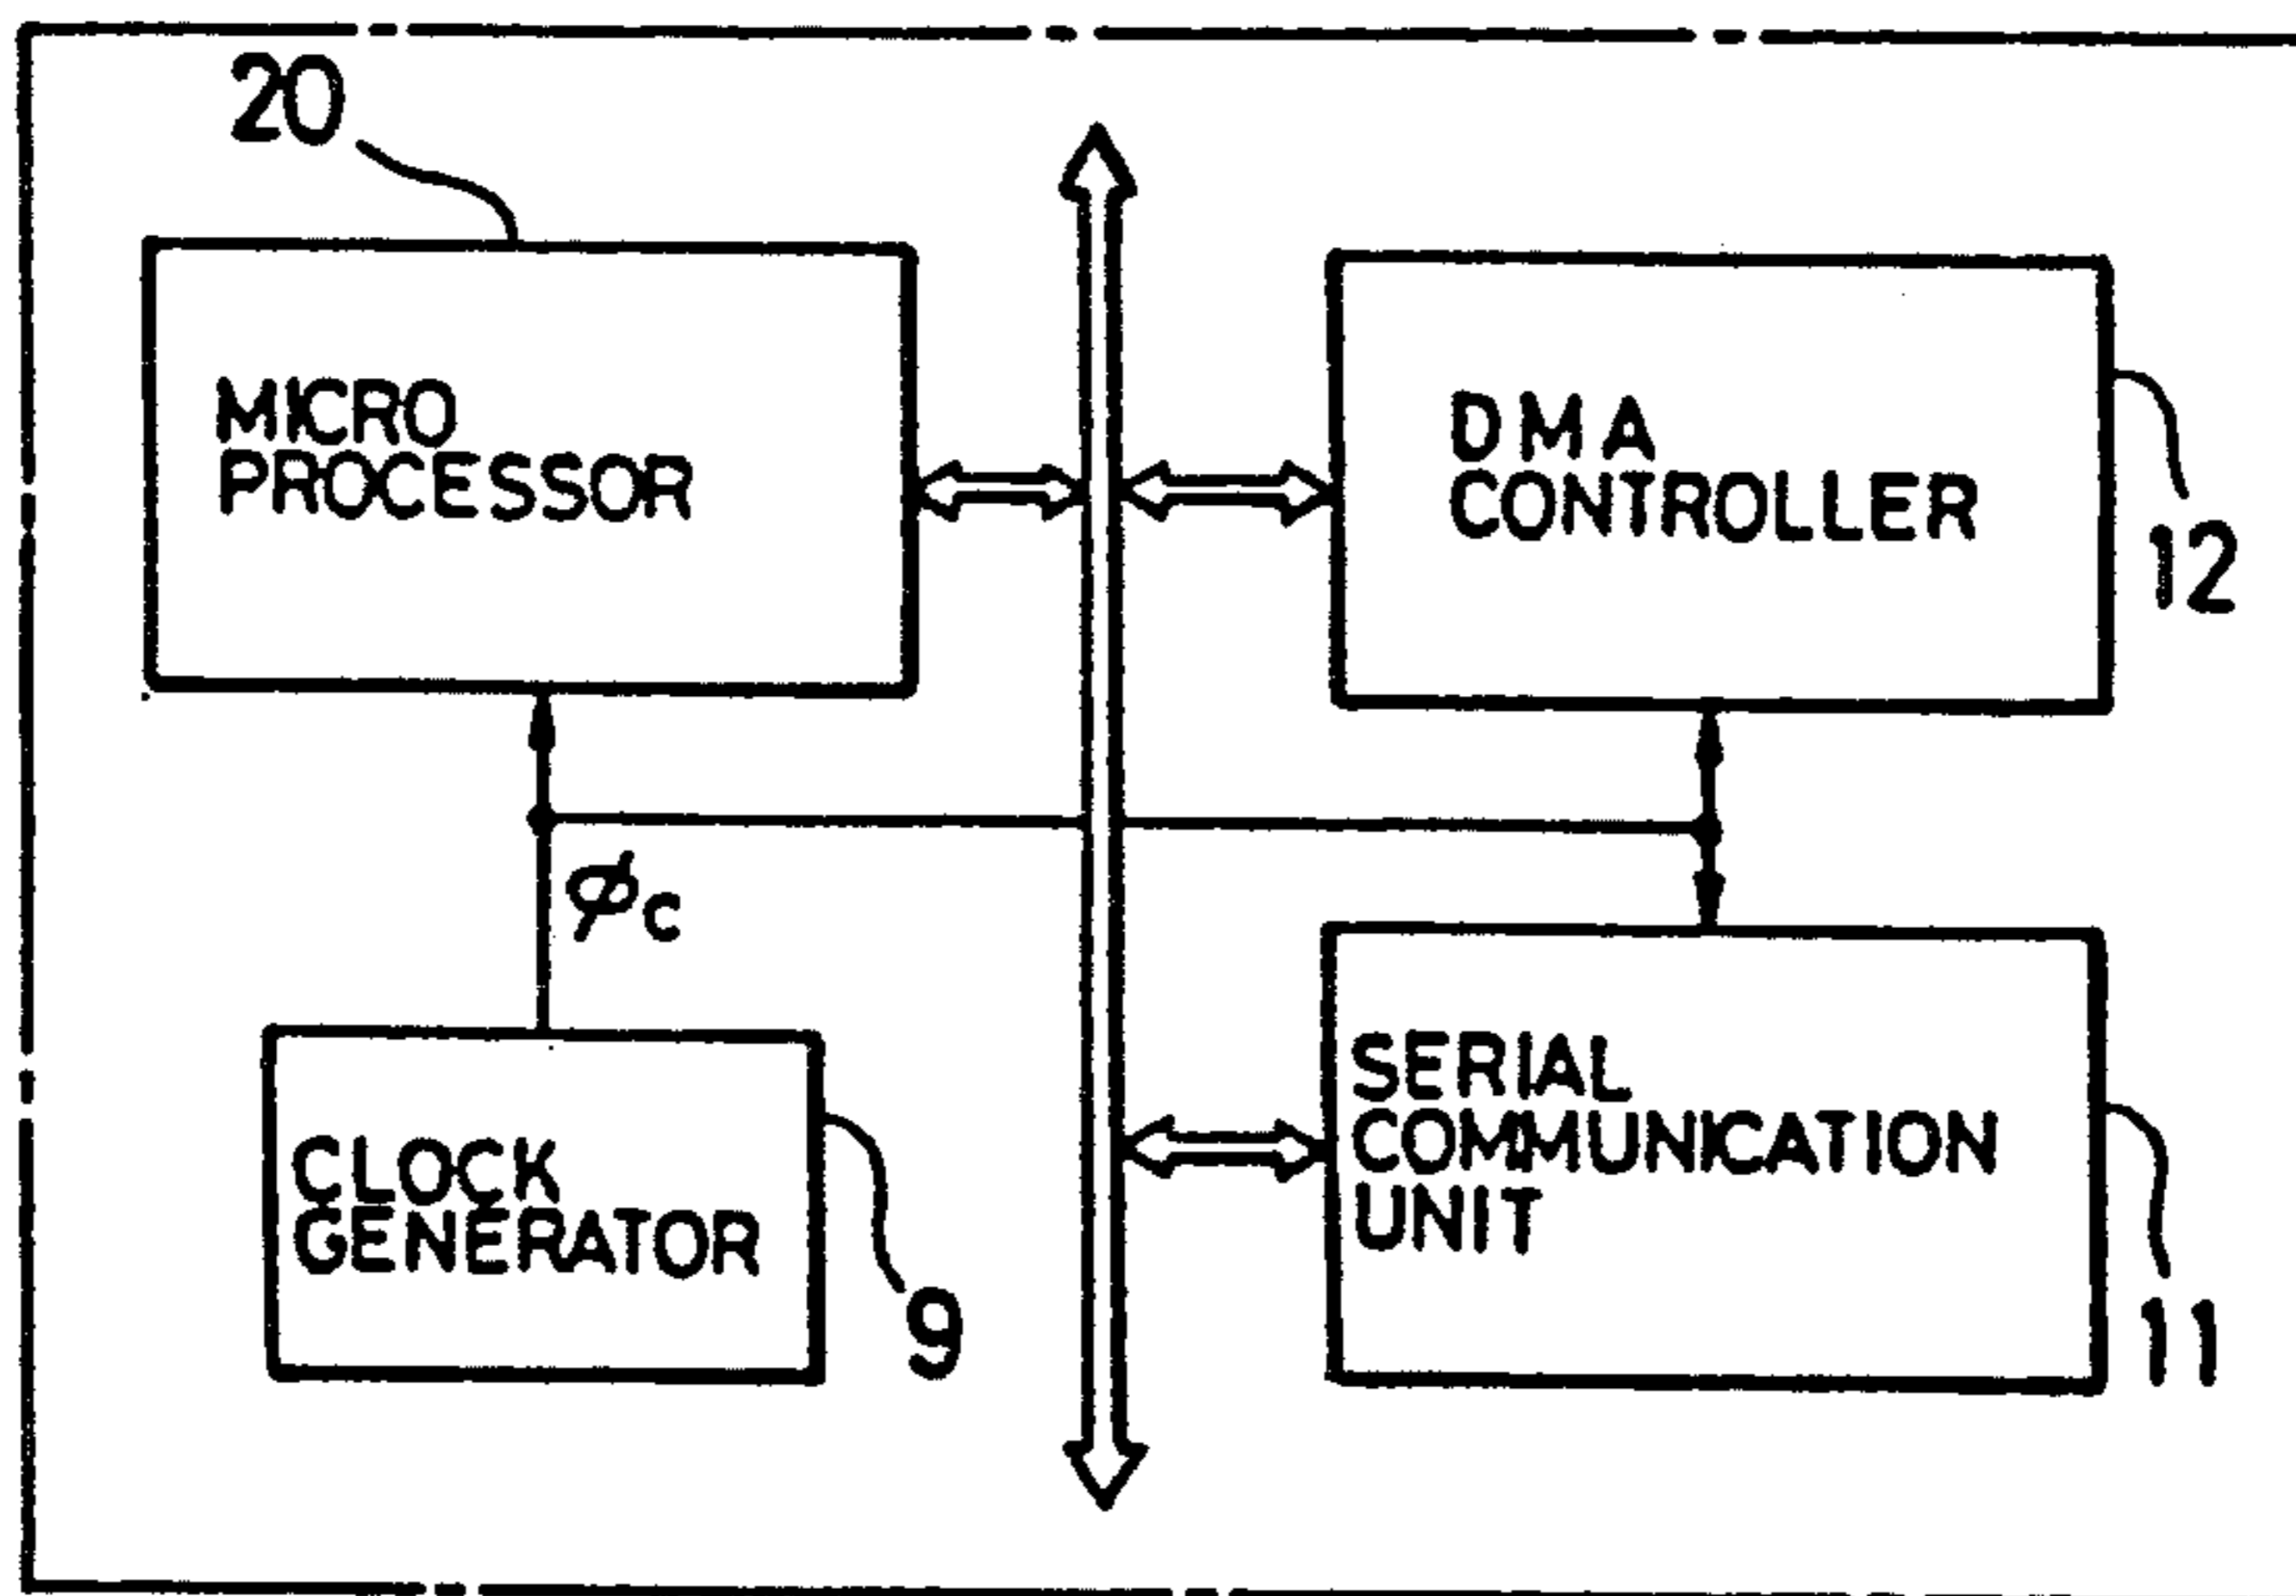 20
MICRO
PROCESSOR
DMA
CONTROLLER
12
φc
CLOCK
GENERATOR
9
SERIAL
COMMUNICATION
UNIT
11